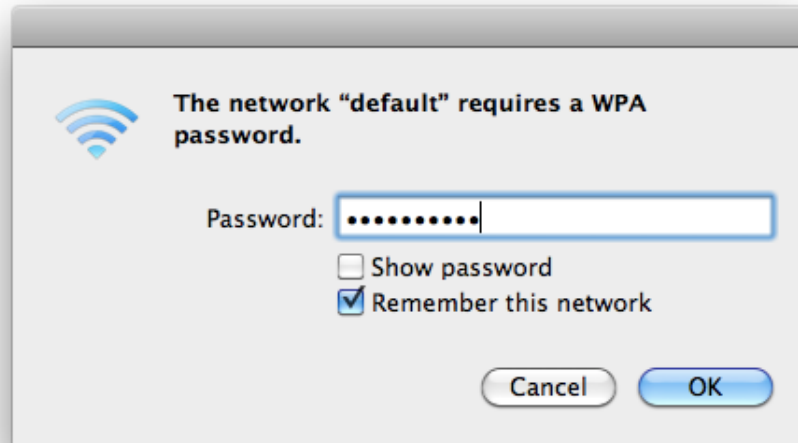 The network “default” requires a WPA
password.
Password: ••••••••••
Show password
Remember this network
Cancel OK